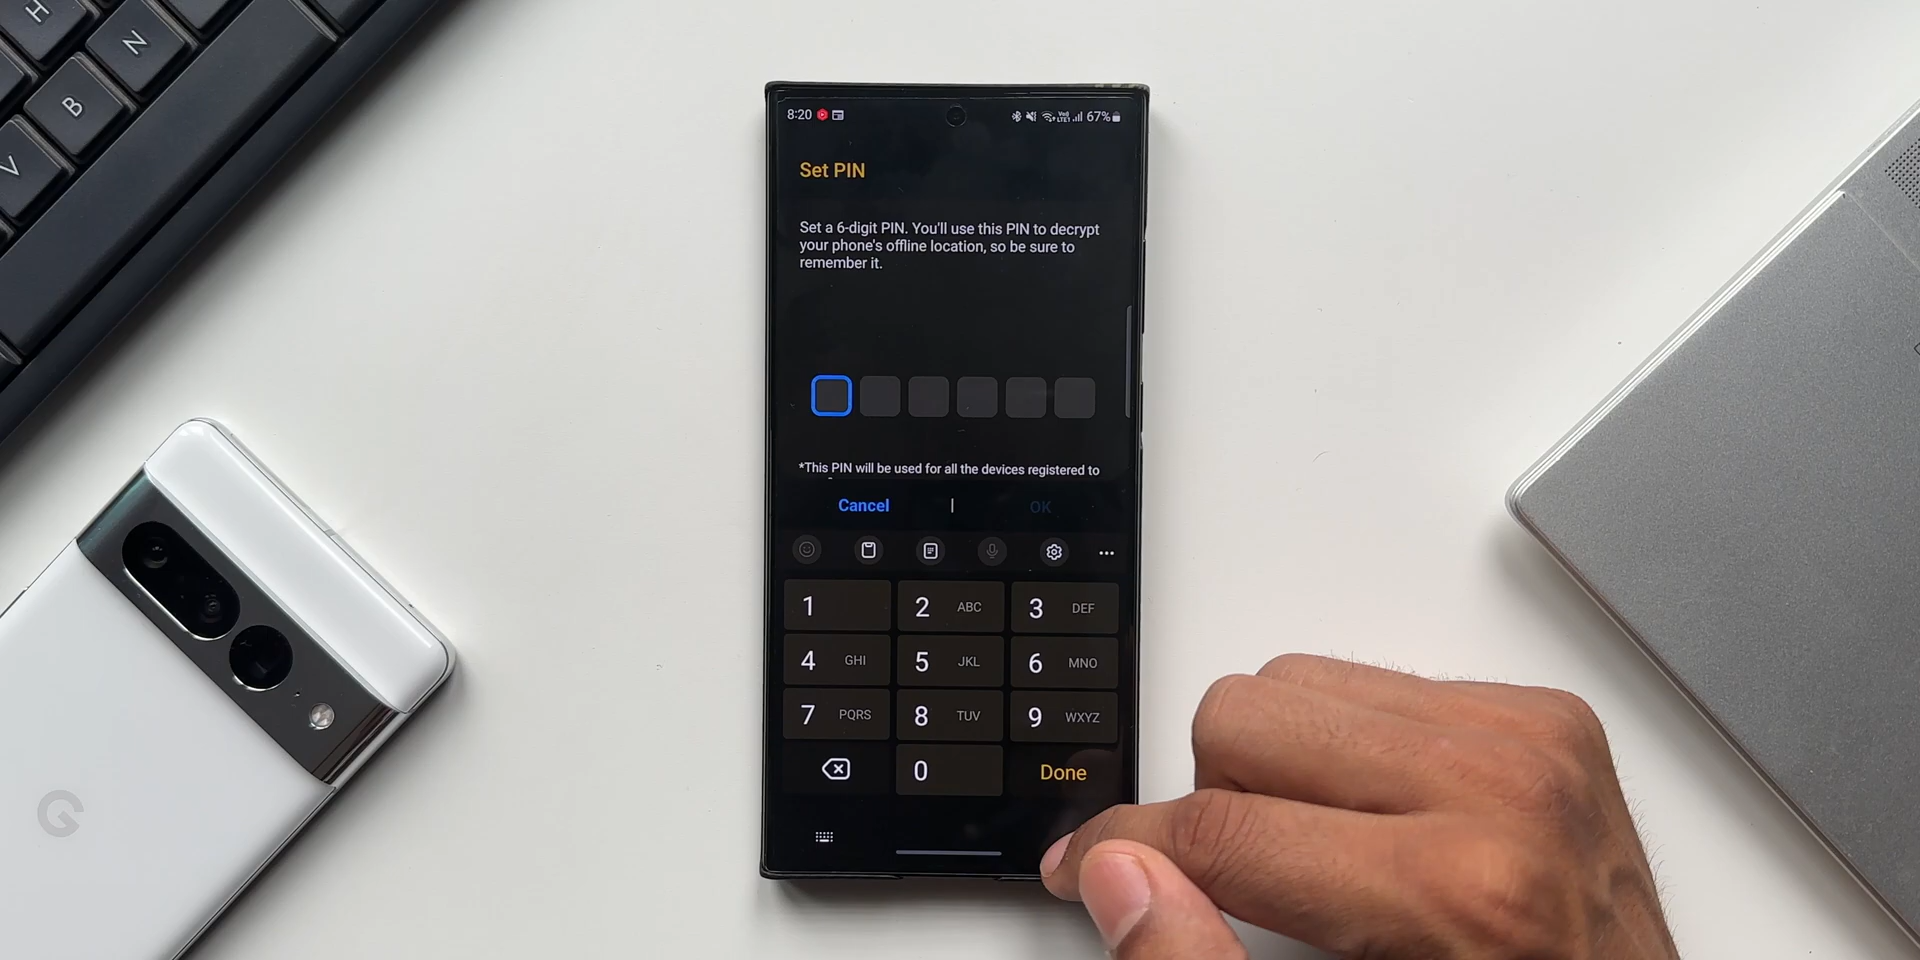 H
N
B
V
8:20
67%
Set PIN
Set a 6-digit PIN. You'll use this PIN to decrypt
your phone's offline location, so be sure to
remember it.
*This PIN will be used for all the devices registered to
Cancel | OK
1
2 ABC
3 DEF
4 GHI
5 JKL
6 MNO
7 PQRS
8 TUV
9 WXYZ
0
Done
G